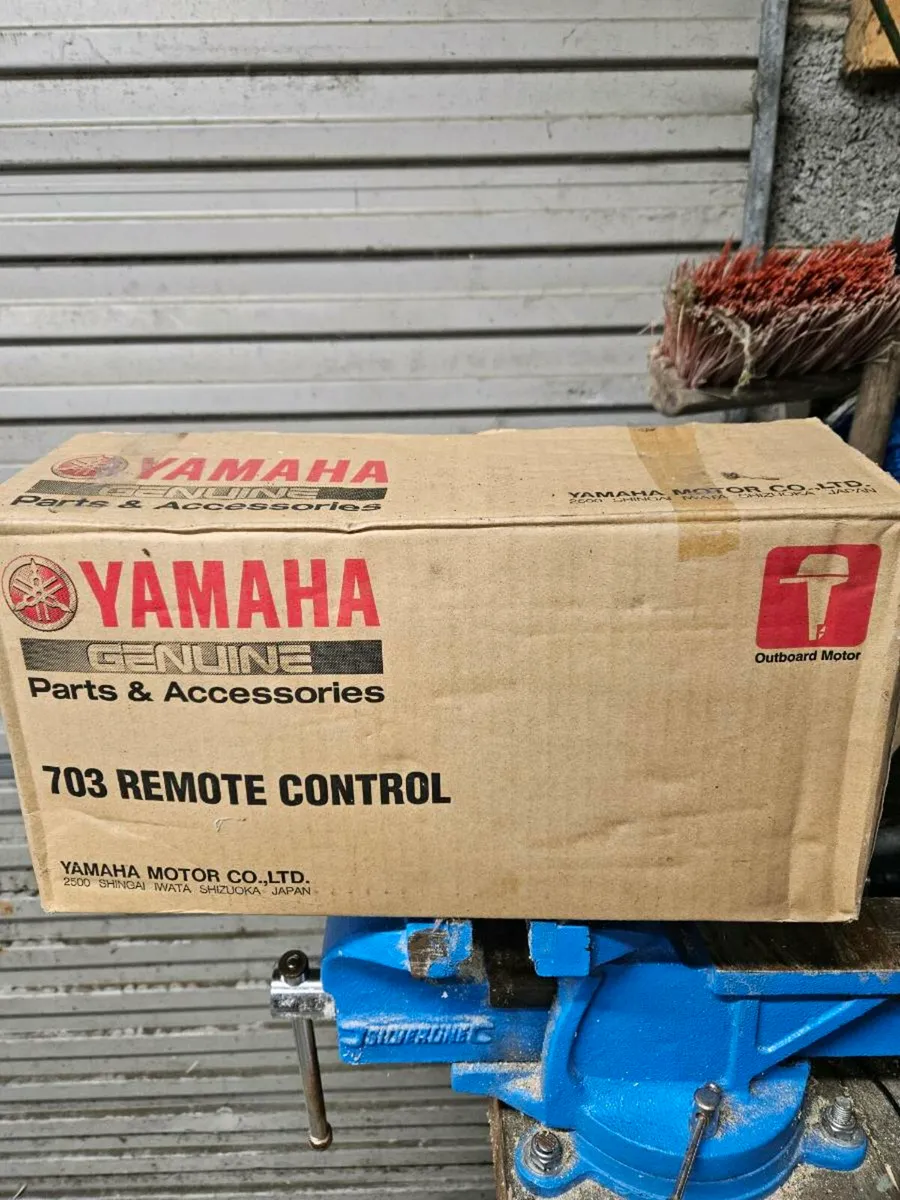 YAMAHA
GENUINE
Parts & Accessories
YAMAHA MOTOR CO.,LTD.
2500 SHINGAI IWATA SHIZUOKA JAPAN
YAMAHA
GENUINE
Parts & Accessories
Outboard Motor
703 REMOTE CONTROL
YAMAHA MOTOR CO.,LTD.
2500 SHINGAI IWATA SHIZUOKA JAPAN
SILVERLINE